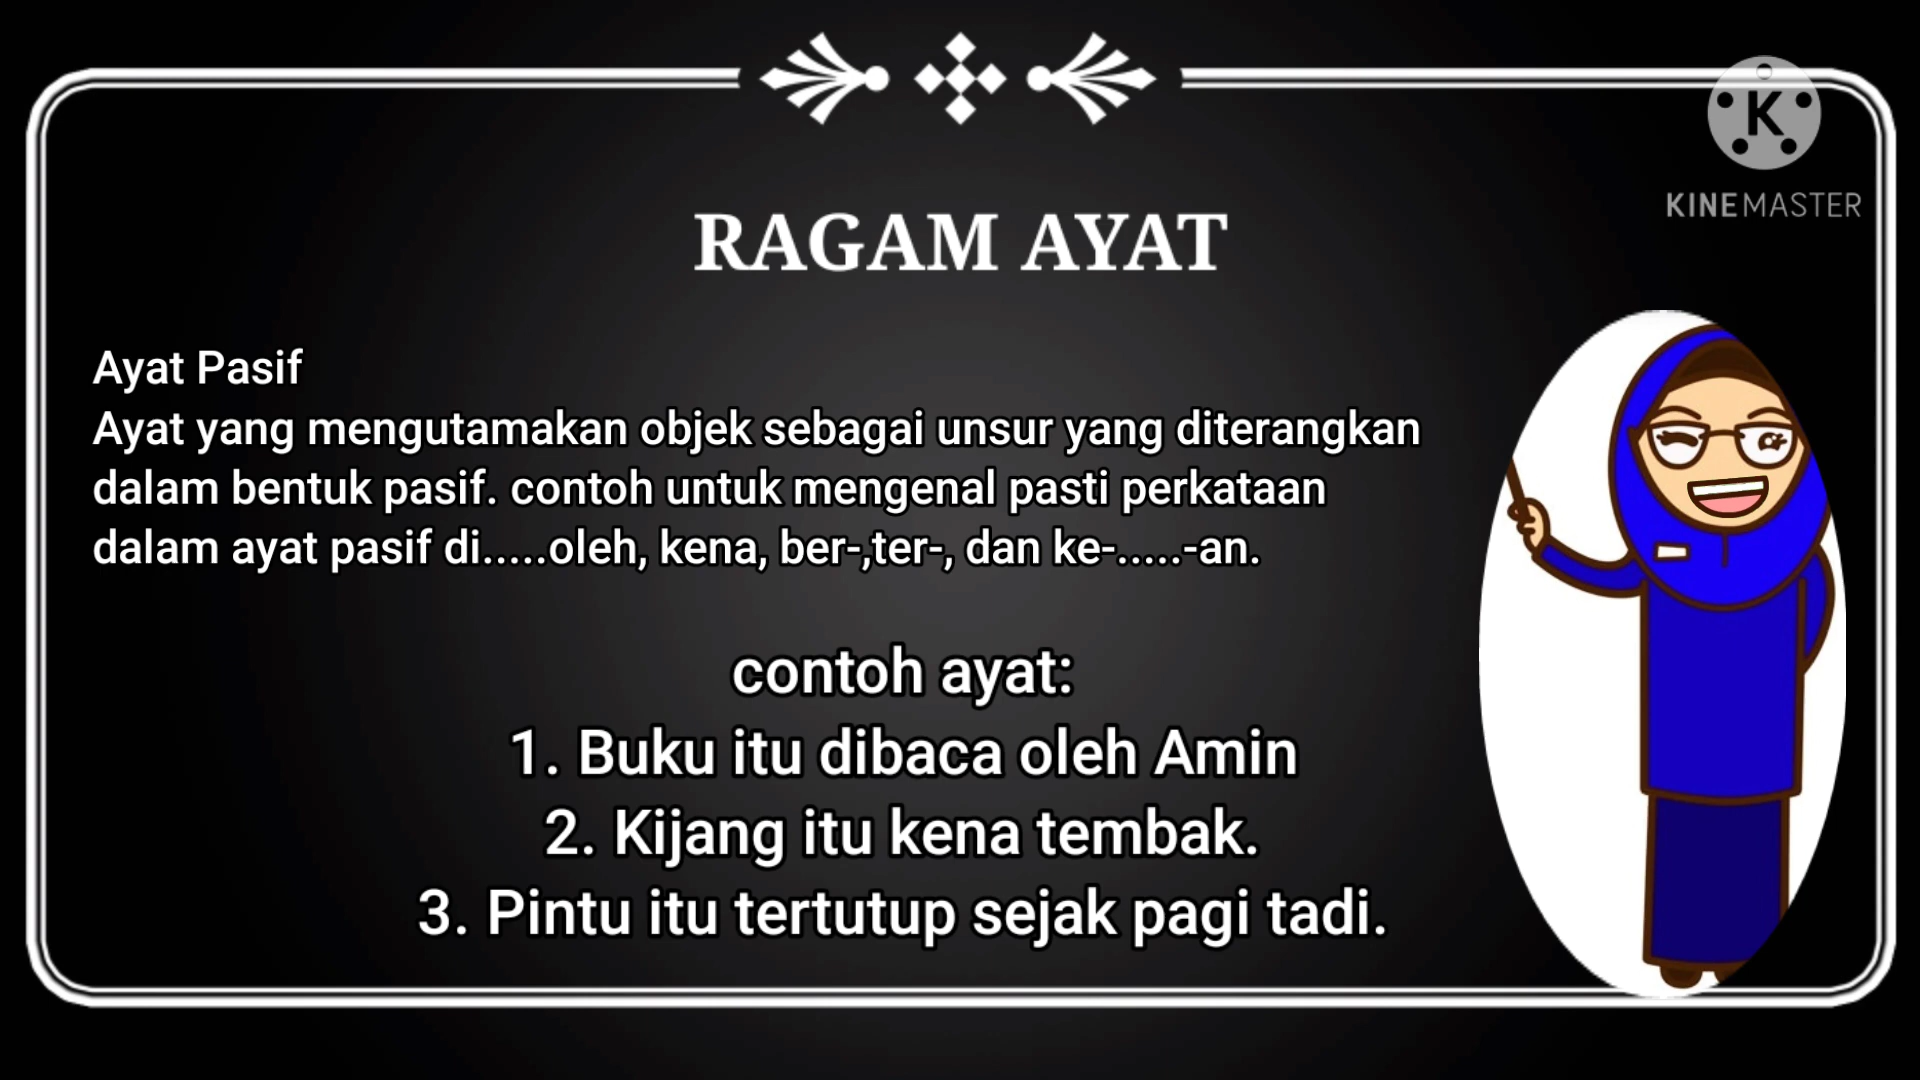 K
KINEMASTER
RAGAM AYAT
Ayat Pasif
Ayat yang mengutamakan objek sebagai unsur yang diterangkan
dalam bentuk pasif. contoh untuk mengenal pasti perkataan
dalam ayat pasif di.....oleh, kena, ber-,ter-, dan ke-.....-an.
contoh ayat:
1. Buku itu dibaca oleh Amin
2. Kijang itu kena tembak.
3. Pintu itu tertutup sejak pagi tadi.